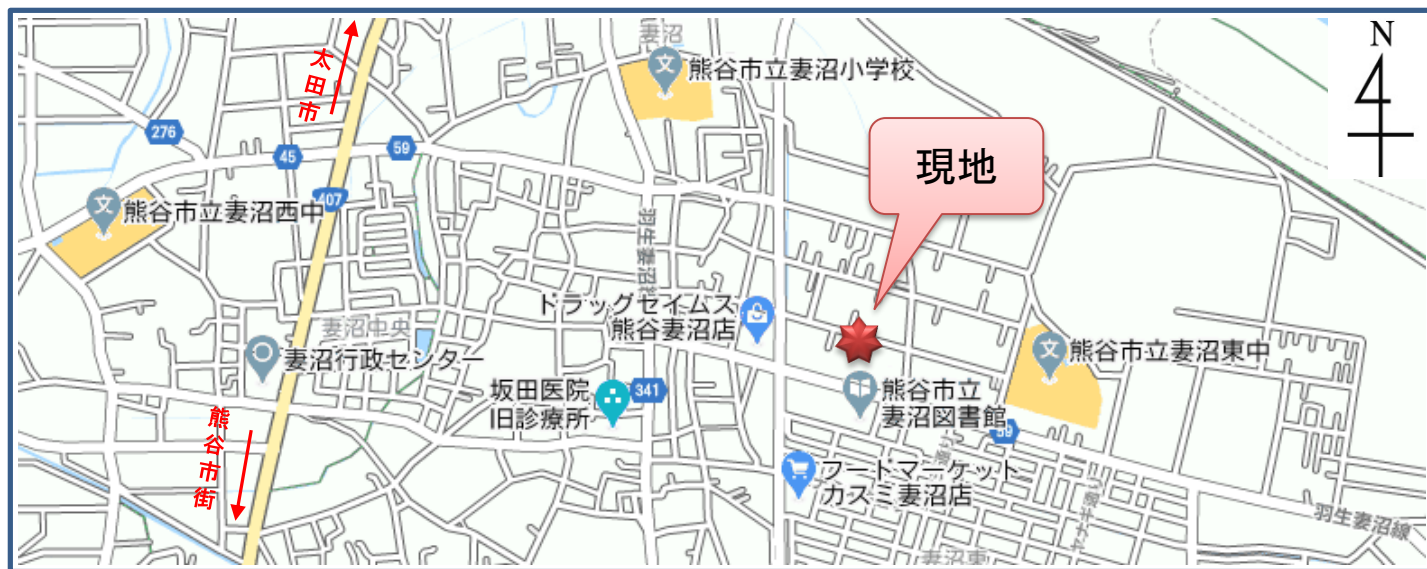 太田市
妻沼
熊谷市立妻沼小学校
N
276
45
59
現地
407
熊谷市立妻沼西中
羽生妻沼線
ドラッグセイムス
熊谷妻沼店
妻沼中央
妻沼行政センター
熊谷市立妻沼東中
坂田医院
旧診療所
341
熊谷市立
妻沼図書館
熊谷市街
59
フードマーケット
カスミ妻沼店
ヤナギ通り
羽生妻沼線
妻沼東